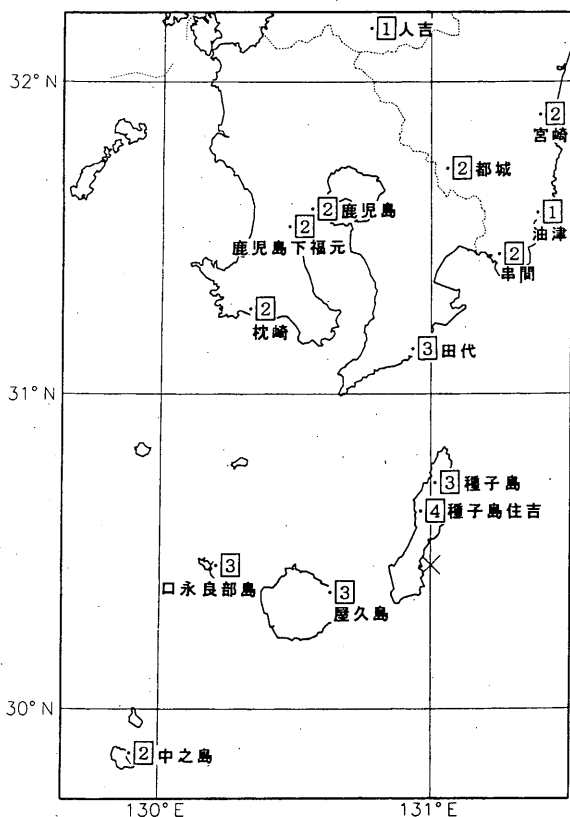 1 人吉
32°N
2
宮崎
2 都城
2 鹿児島
1
油津
2
鹿児島下福元
2
串間
2
枕崎
3 田代
31°N
3 種子島
4 種子島住吉
3
口永良部島
3
屋久島
30°N
2 中之島
130°E
131°E